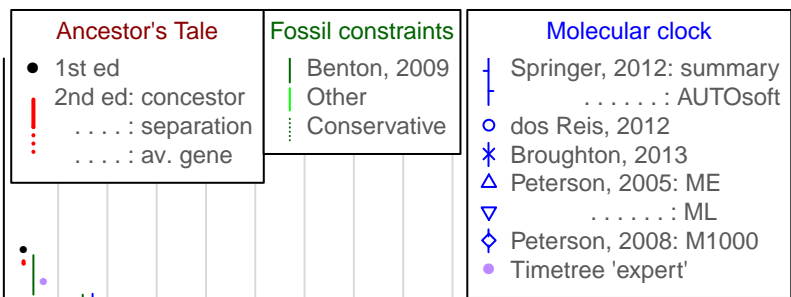 Ancestor's Tale
1st ed
2nd ed: concestor
. . . . : separation
. . . . : av. gene
Fossil constraints
Benton, 2009
Other
Conservative
Molecular clock
Springer, 2012: summary
. . . . . . : AUTOsoft
dos Reis, 2012
Broughton, 2013
Peterson, 2005: ME
. . . . . . : ML
Peterson, 2008: M1000
Timetree 'expert'